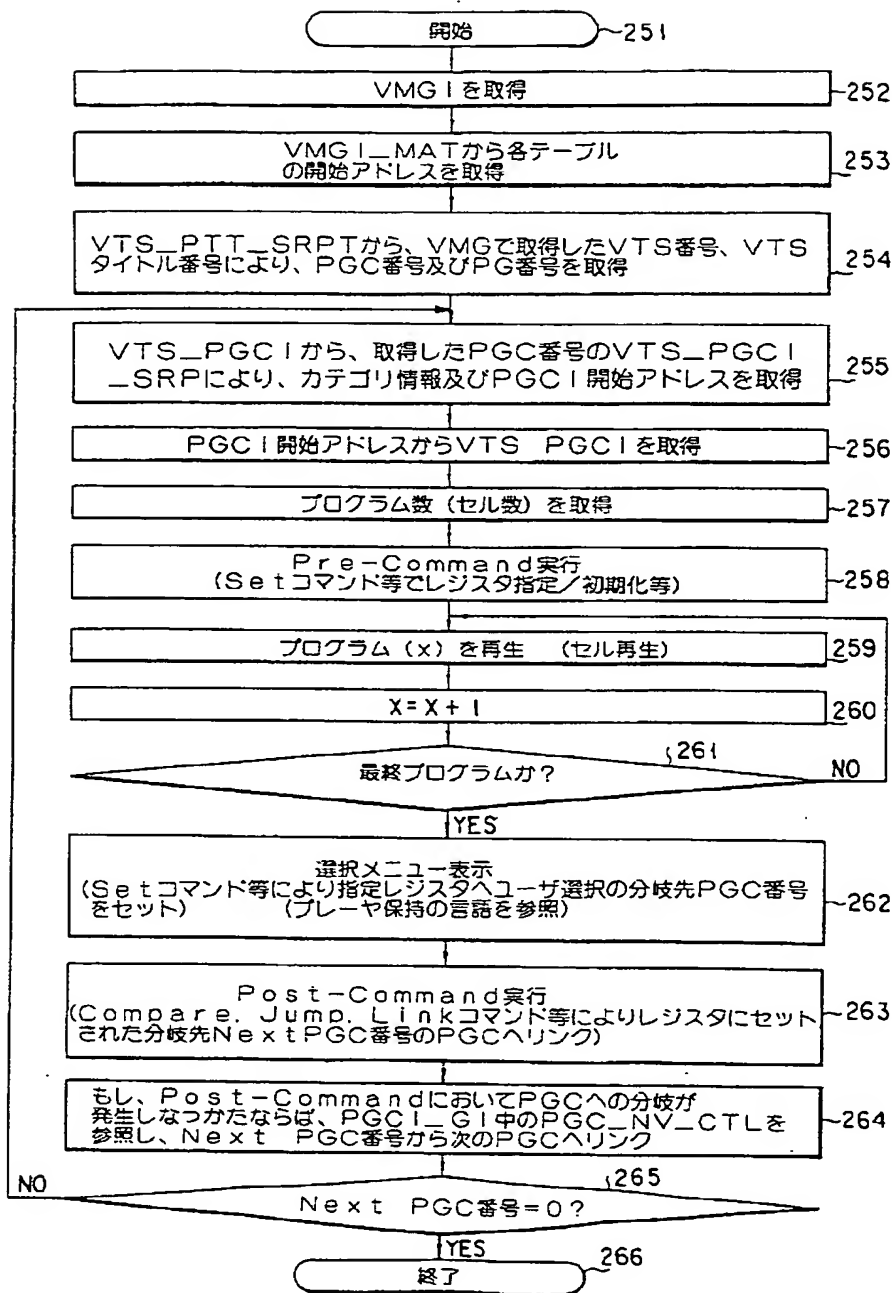 開始
251
VMGIを取得
252
VMGI_MATから各テーブル
の開始アドレスを取得
253
VTS_PTT_SRPTから、VMGで取得したVTS番号、VTS
タイトル番号により、PGC番号及びPG番号を取得
254
VTS_PGCIから、取得したPGC番号のVTS_PGCI
_SRPにより、カテゴリ情報及びPGCI開始アドレスを取得
255
PGCI開始アドレスからVTS PGCIを取得
256
プログラム数(セル数)を取得
257
Pre-Command実行
(Setコマンド等でレジスタ指定/初期化等)
258
プログラム(x)を再生 (セル再生)
259
X=X+1
260
261
最終プログラムか?
NO
YES
選択メニュー表示
(Setコマンド等により指定レジスタへユーザ選択の分岐先PGC番号
をセット) (プレーヤ保持の言語を参照)
262
Post-Command実行
(Compare. Jump. Linkコマンド等によりレジスタにセット
された分岐先NextPGC番号のPGCへリンク)
263
もし、Post-CommandにおいてPGCへの分岐が
発生しなつかたならば、PGCI_GI中のPGC_NV_CTLを
参照し、Next PGC番号から次のPGCへリンク
264
NO
265
Next PGC番号=0?
YES
終了
266